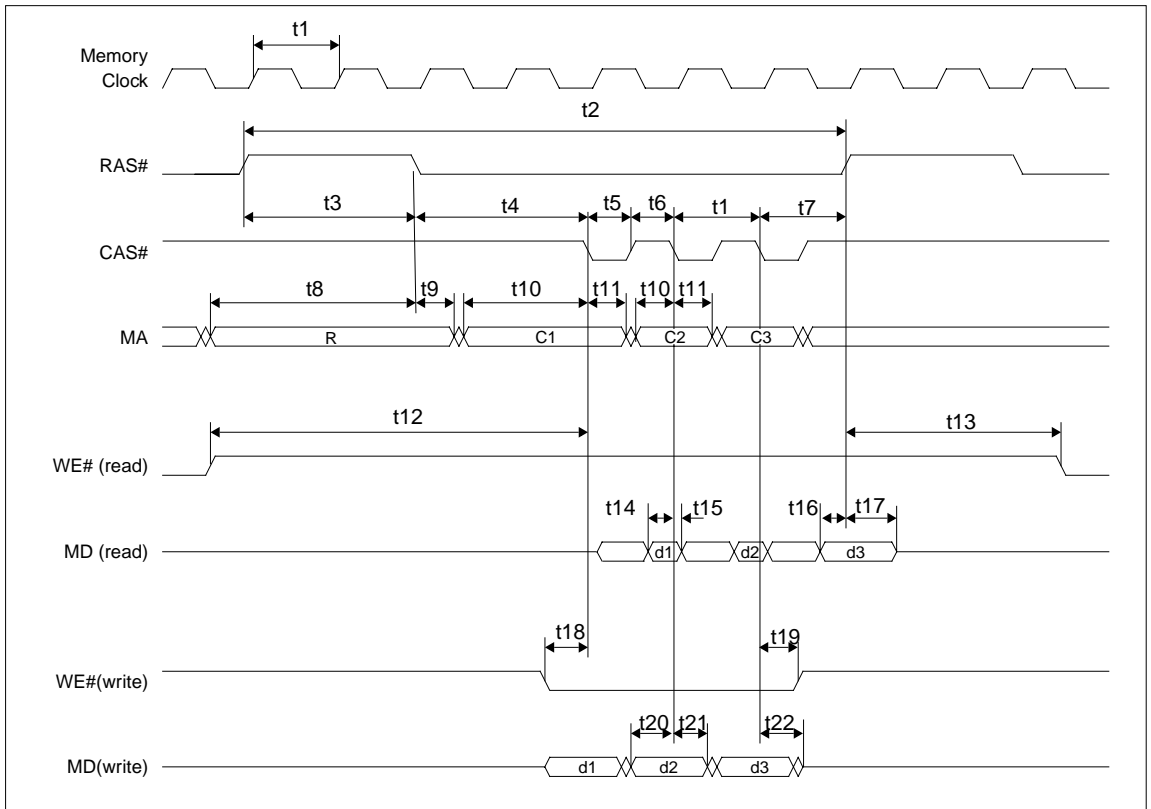 t1
Memory
Clock
t2
RAS#
t3 t4 t5 t6 t1 t7
CAS#
t8 t9 t10 t11 t10 t11
MA R C1 C2 C3
t12 t13
WE# (read)
t14 t15 t16 t17
MD (read) d1 d2 d3
t18 t19
WE#(write)
t20 t21 t22
MD(write) d1 d2 d3